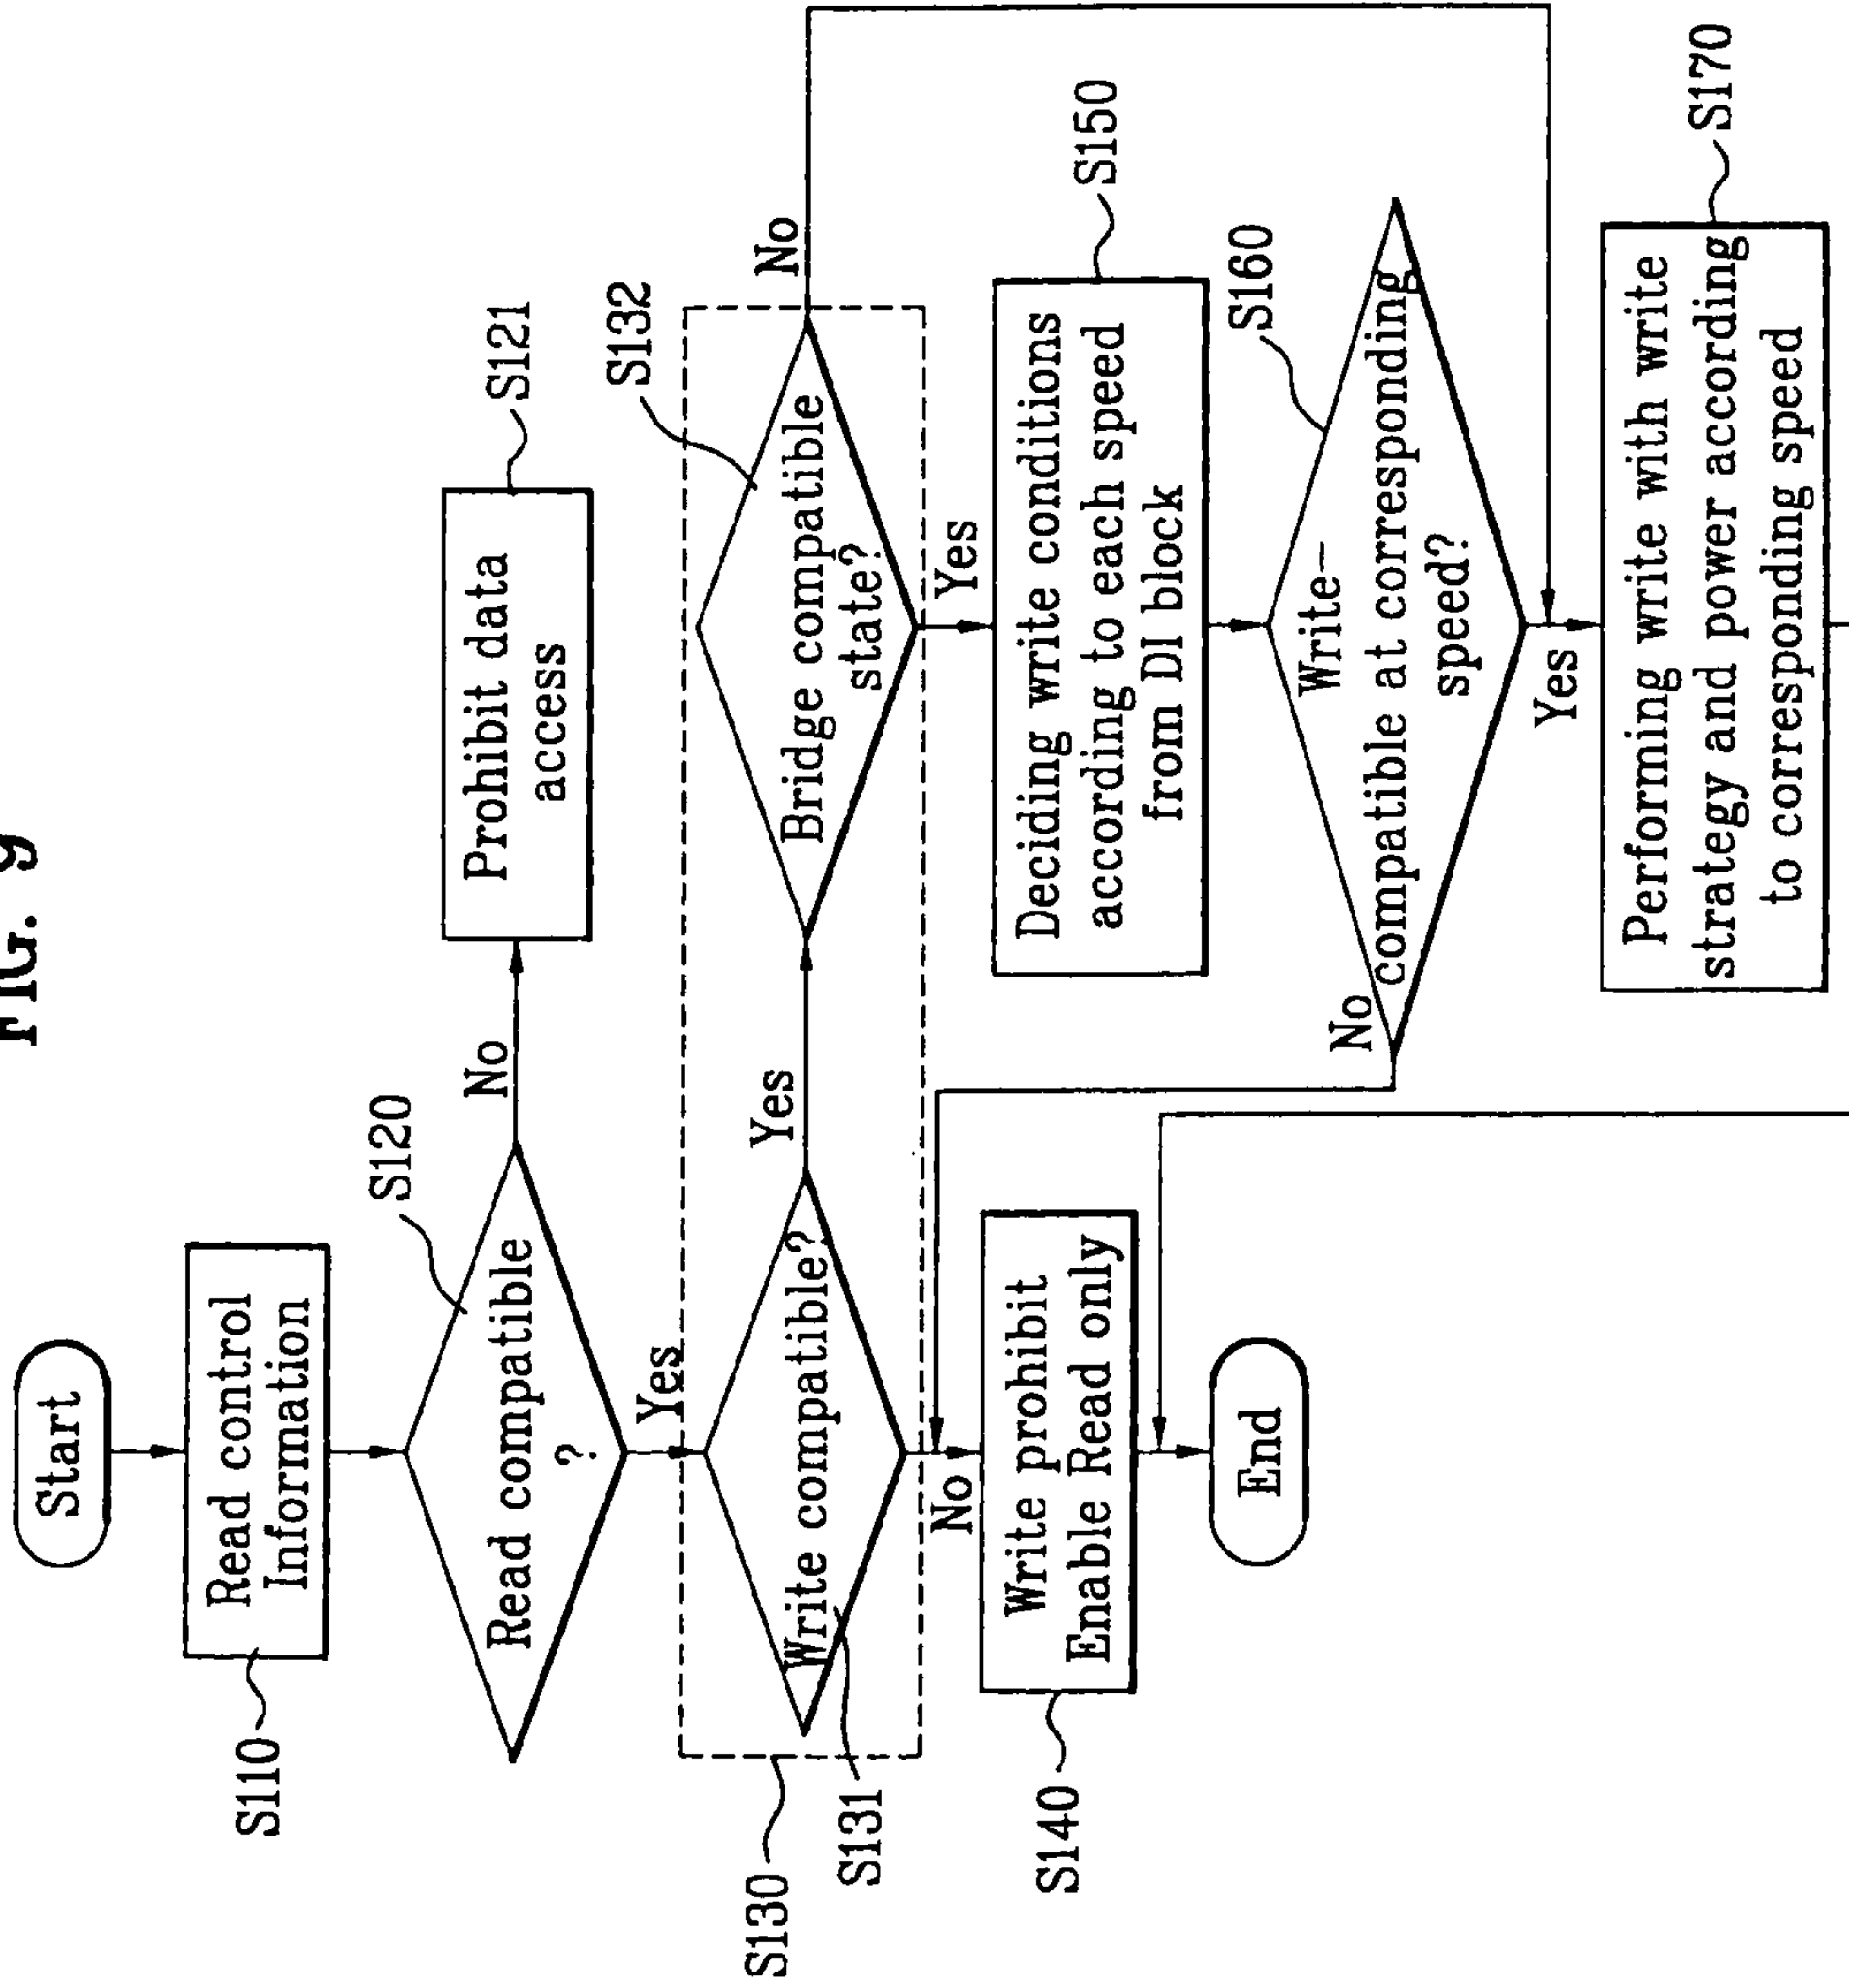 FIG. 9
Start
S110
Read control
Information
S120
Read compatible
?
No
Prohibit data
access
S121
Yes
S130
S131
Write compatible?
Yes
S132
Bridge compatible
state?
No
No
Yes
S140
Write prohibit
Enable Read only
Deciding write conditions
according to each speed
from DI block
S150
End
S160
Write-
compatible at corresponding
speed?
No
Yes
Performing write with write
strategy and power according
to corresponding speed
S170